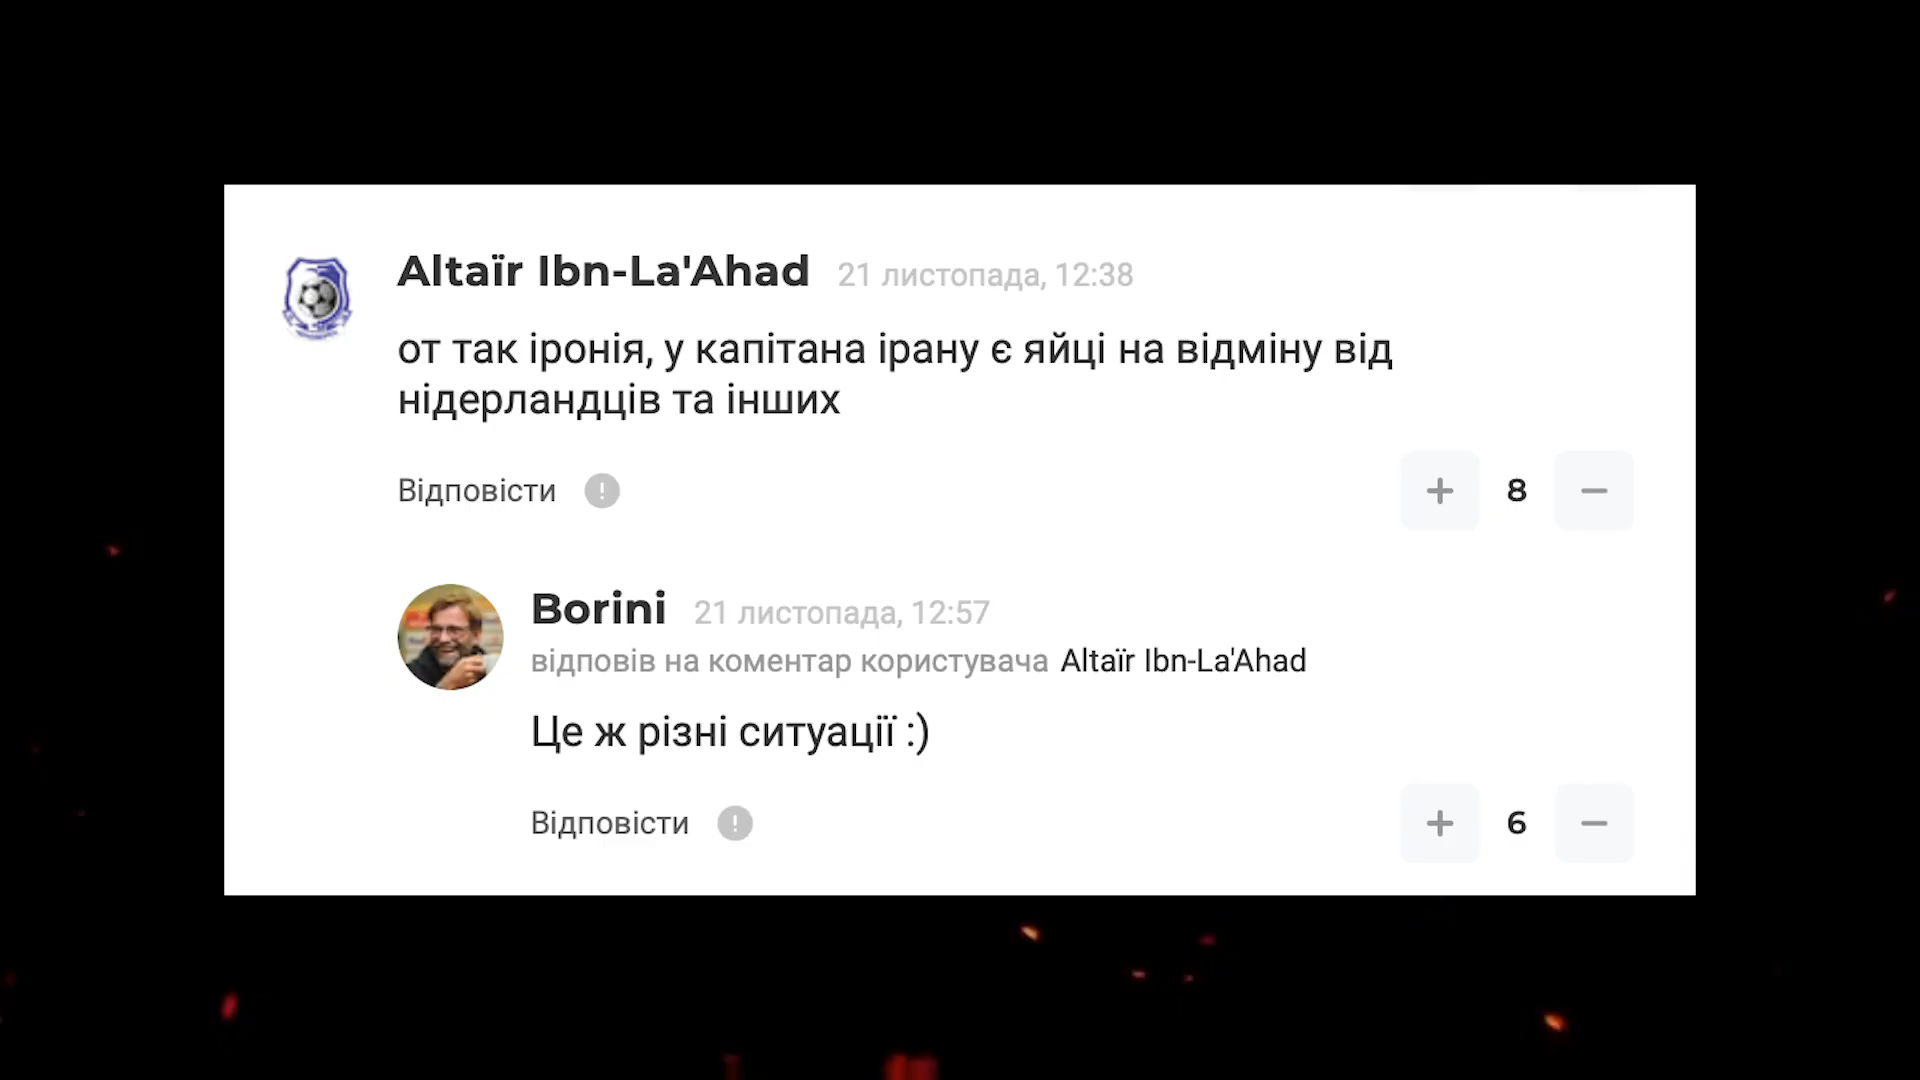 Altaïr Ibn-La'Ahad 21 листопада, 12:38
от так іронія, у капітана ірану є яйці на відміну від
нідерландців та інших
Відповісти !
+ 8 −
Borini 21 листопада, 12:57
відповів на коментар користувача Altaïr Ibn-La'Ahad
Це ж різні ситуації :)
Відповісти !
+ 6 −